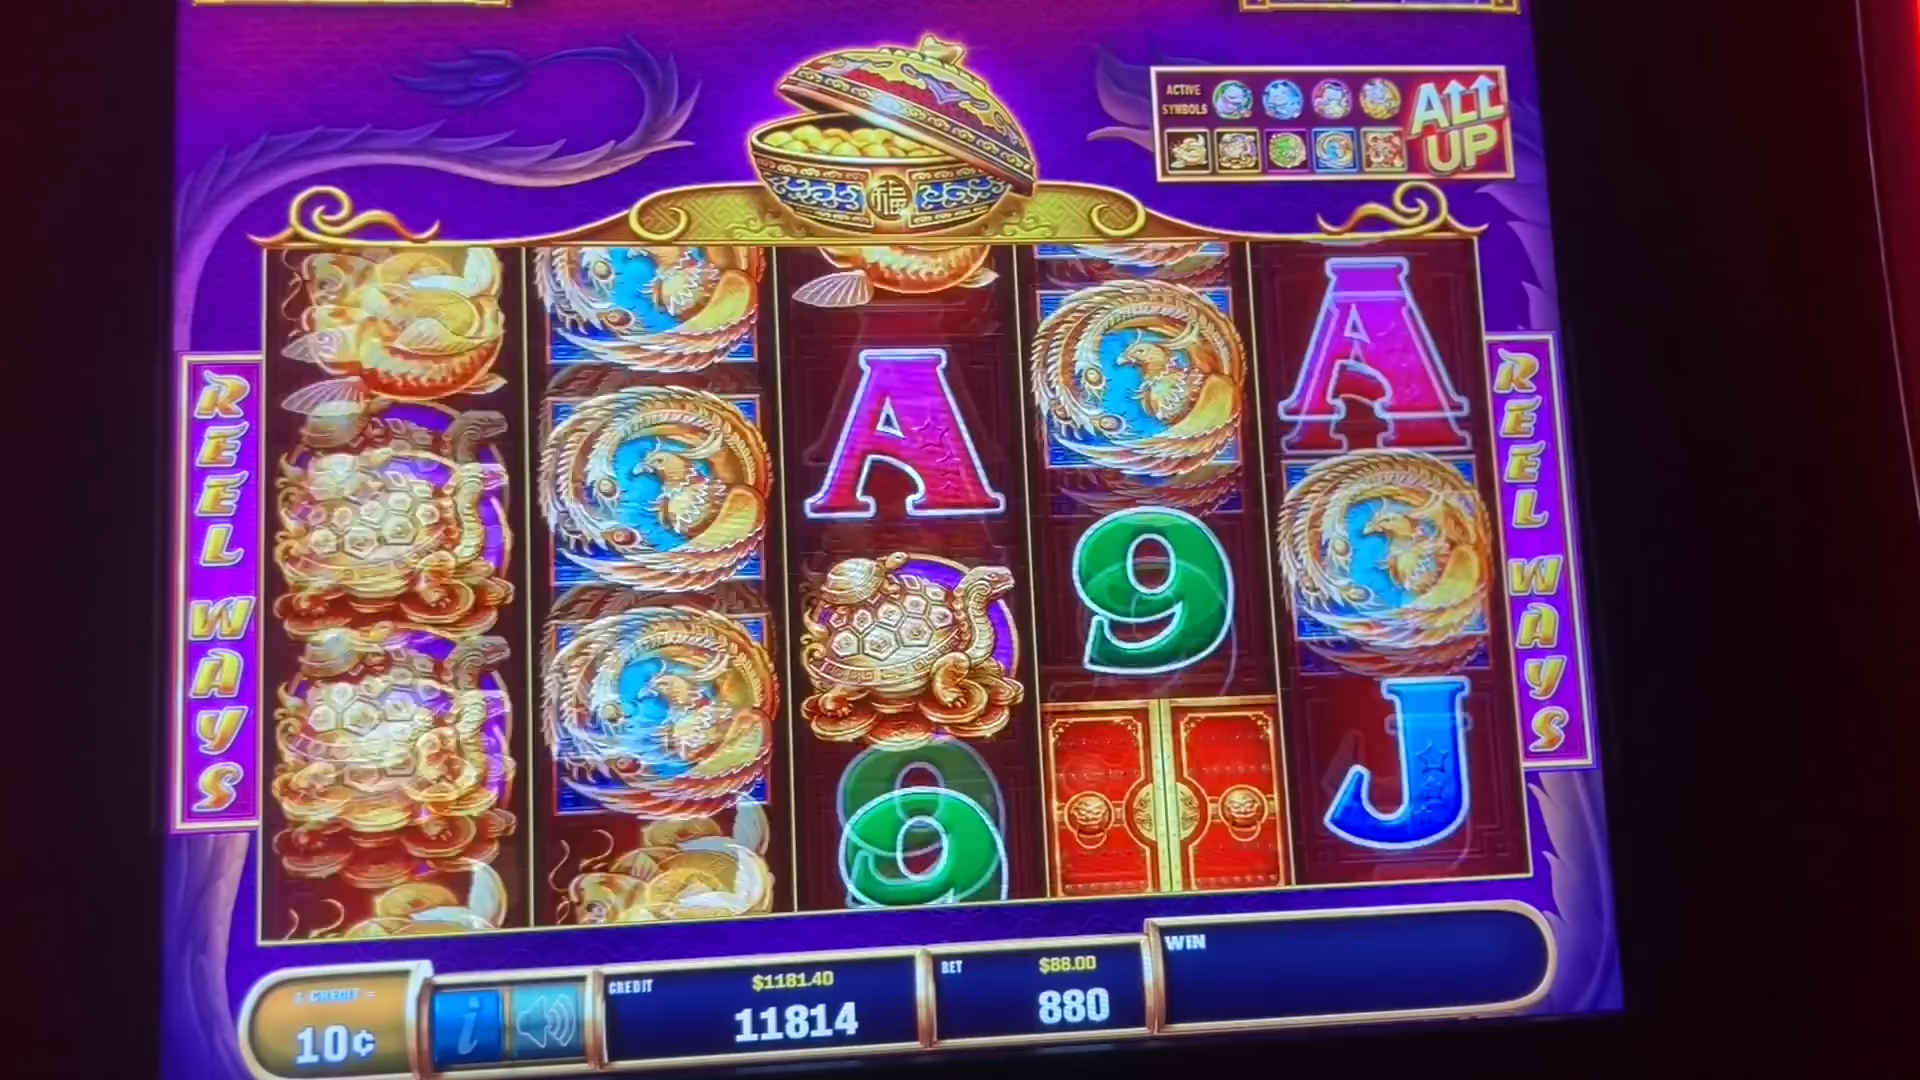 ACTIVE
SYMBOLS
ALL
UP
福
REEL WAYS
REEL WAYS
A
A
9
9
J
1 CREDIT =
10¢
i
CREDIT
$1181.40
11814
BET
$88.00
880
WIN